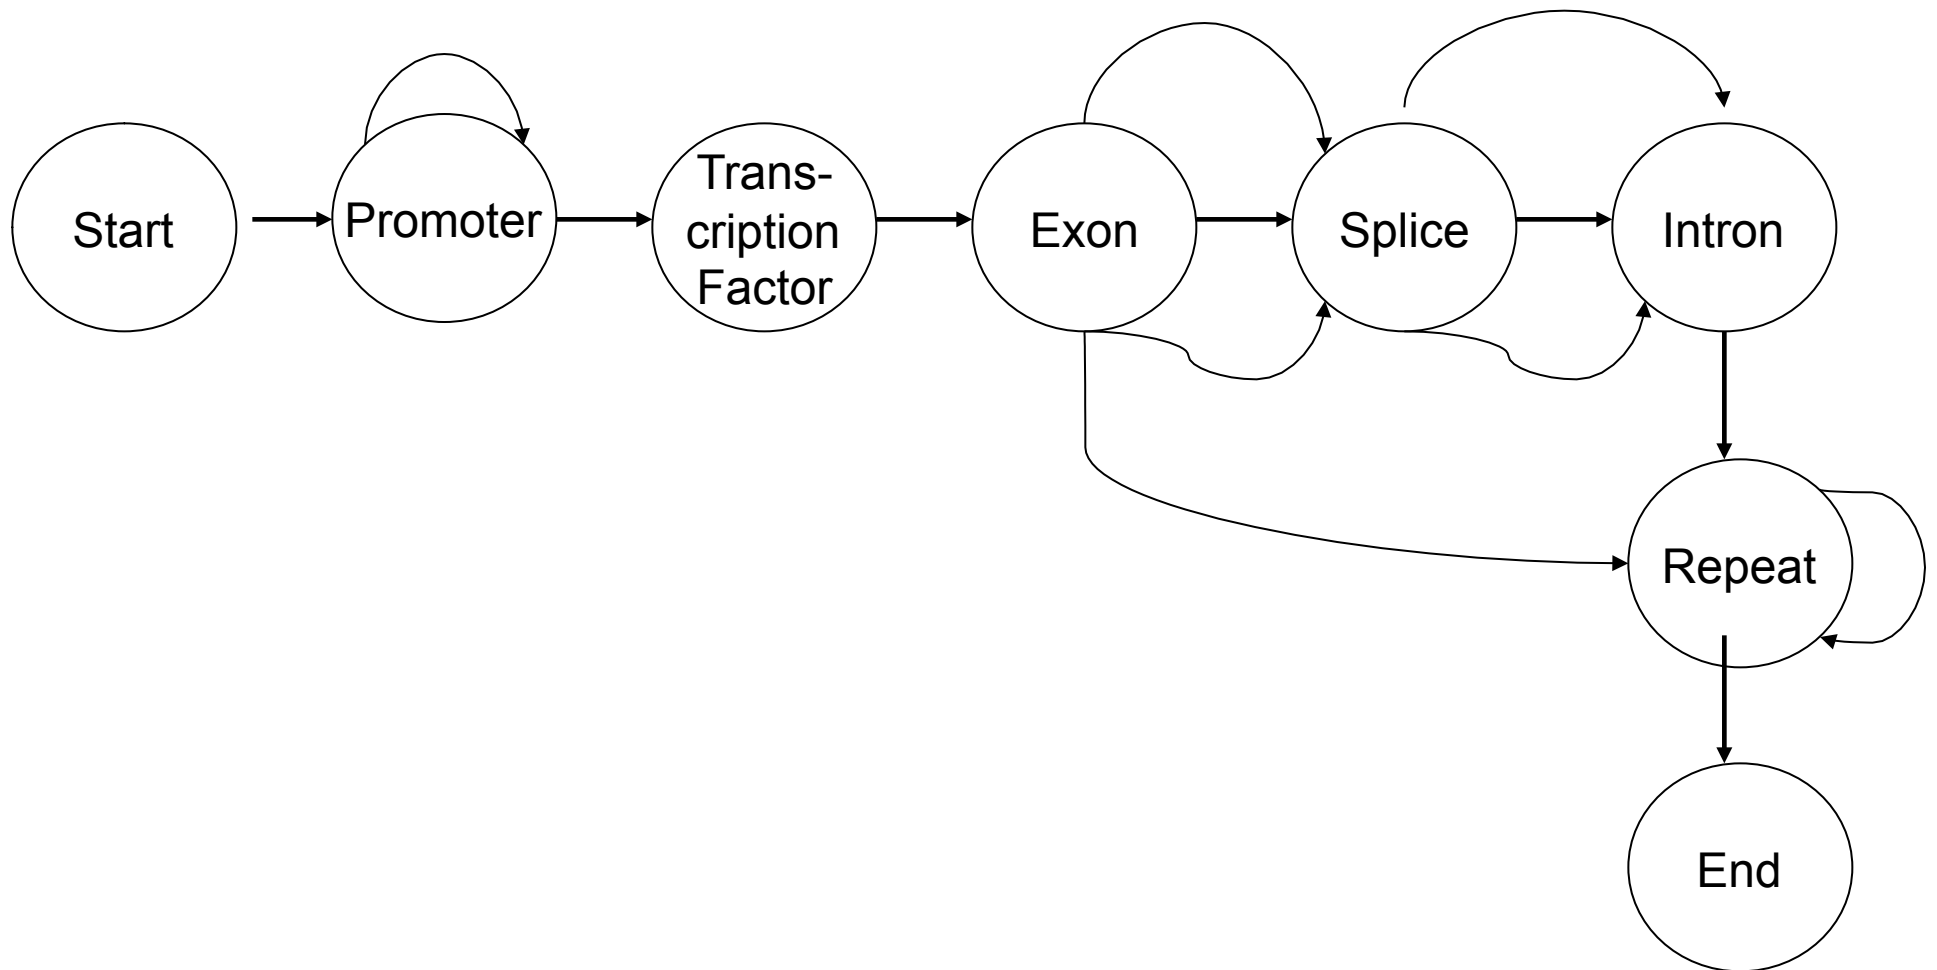 Start
Promoter
Trans-
cription
Factor
Exon
Splice
Intron
Repeat
End